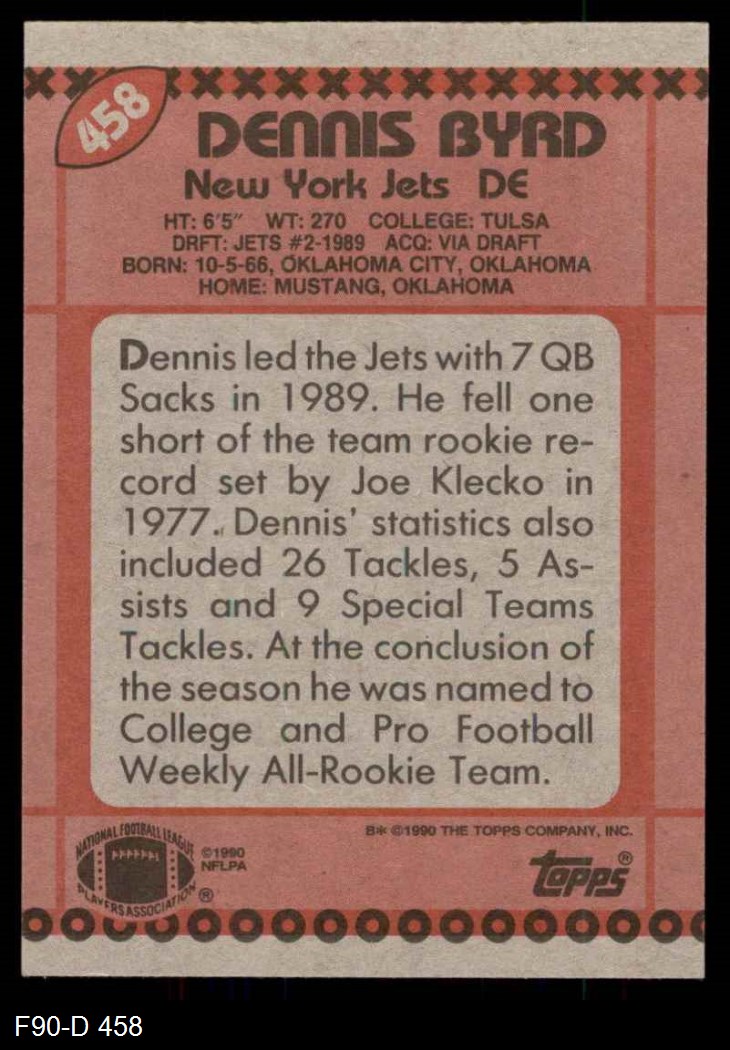 458
DENNIS BYRD
New York Jets DE
HT: 6'5" WT: 270 COLLEGE: TULSA
DRFT: JETS #2-1989 ACQ: VIA DRAFT
BORN: 10-5-66, OKLAHOMA CITY, OKLAHOMA
HOME: MUSTANG, OKLAHOMA
Dennis led the Jets with 7 QB
Sacks in 1989. He fell one
short of the team rookie re-
cord set by Joe Klecko in
1977. Dennis' statistics also
included 26 Tackles, 5 As-
sists and 9 Special Teams
Tackles. At the conclusion of
the season he was named to
College and Pro Football
Weekly All-Rookie Team.
B* ©1990 THE TOPPS COMPANY, INC.
NATIONAL FOOTBALL LEAGUE
PLAYERS ASSOCIATION ®
©1990
NFLPA
topps®
F90-D 458